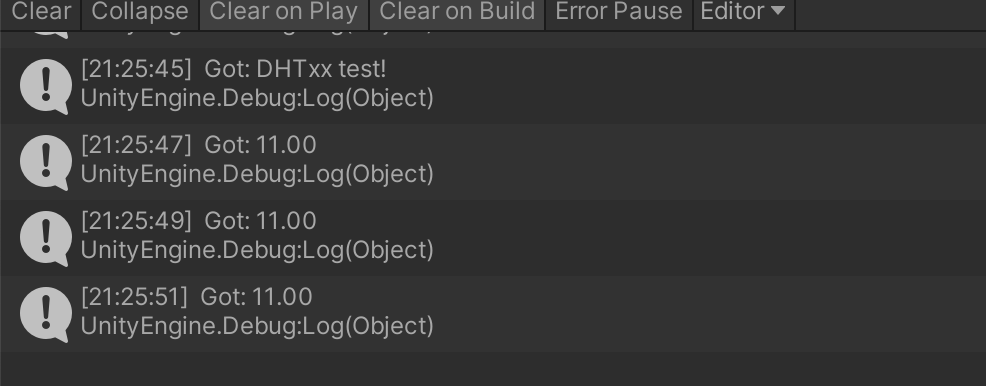 Clear Collapse Clear on Play Clear on Build Error Pause Editor
[21:25:45] Got: DHTxx test!
UnityEngine.Debug:Log(Object)
[21:25:47] Got: 11.00
UnityEngine.Debug:Log(Object)
[21:25:49] Got: 11.00
UnityEngine.Debug:Log(Object)
[21:25:51] Got: 11.00
UnityEngine.Debug:Log(Object)